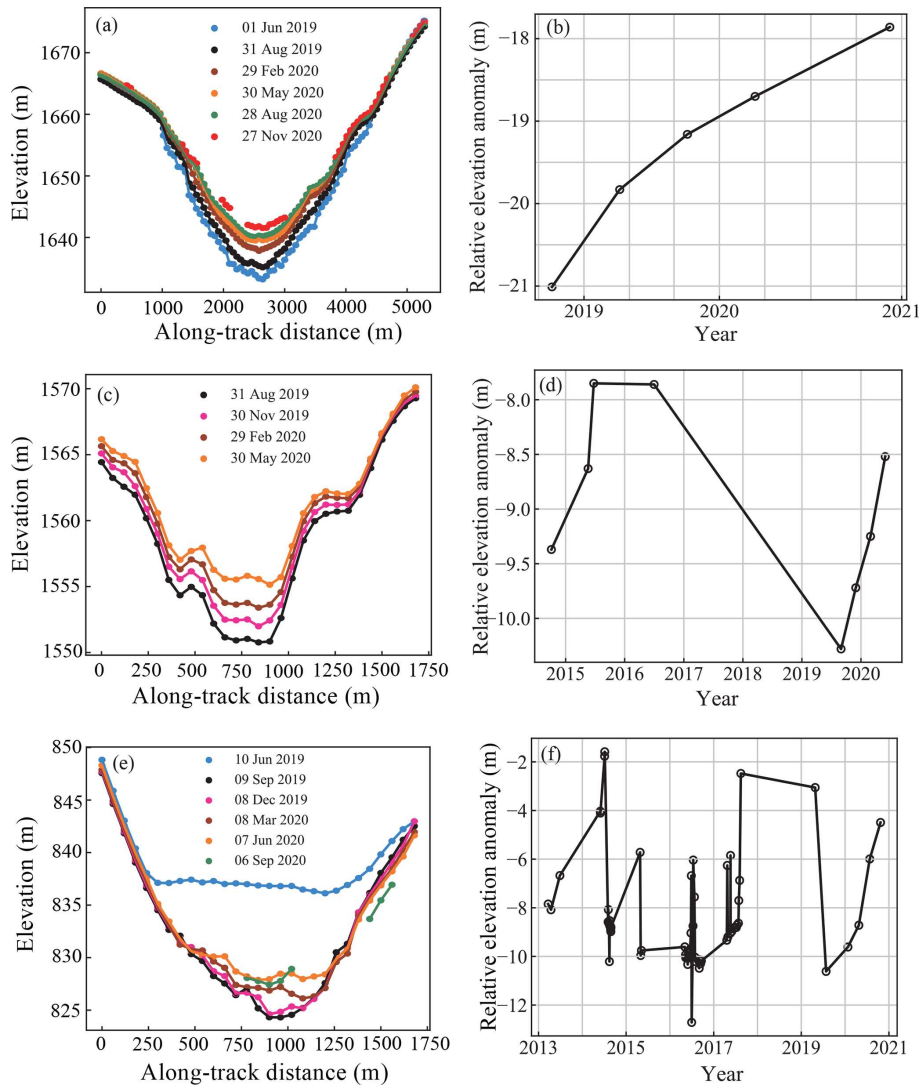 (a)
01 Jun 2019
31 Aug 2019
29 Feb 2020
30 May 2020
28 Aug 2020
27 Nov 2020
1670
1660
1650
1640
Elevation (m)
0 1000 2000 3000 4000 5000
Along-track distance (m)
(b)
−18
−19
−20
−21
Relative elevation anomaly (m)
2019 2020 2021
Year
(c)
31 Aug 2019
30 Nov 2019
29 Feb 2020
30 May 2020
1570
1565
1560
1555
1550
Elevation (m)
0 250 500 750 1000 1250 1500 1750
Along-track distance (m)
(d)
−8.0
−8.5
−9.0
−9.5
−10.0
Relative elevation anomaly (m)
2015 2016 2017 2018 2019 2020
Year
(e)
10 Jun 2019
09 Sep 2019
08 Dec 2019
08 Mar 2020
07 Jun 2020
06 Sep 2020
850
845
840
835
830
825
Elevation (m)
0 250 500 750 1000 1250 1500 1750
Along-track distance (m)
(f)
−2
−4
−6
−8
−10
−12
Relative elevation anomaly (m)
2013 2015 2017 2019 2021
Year